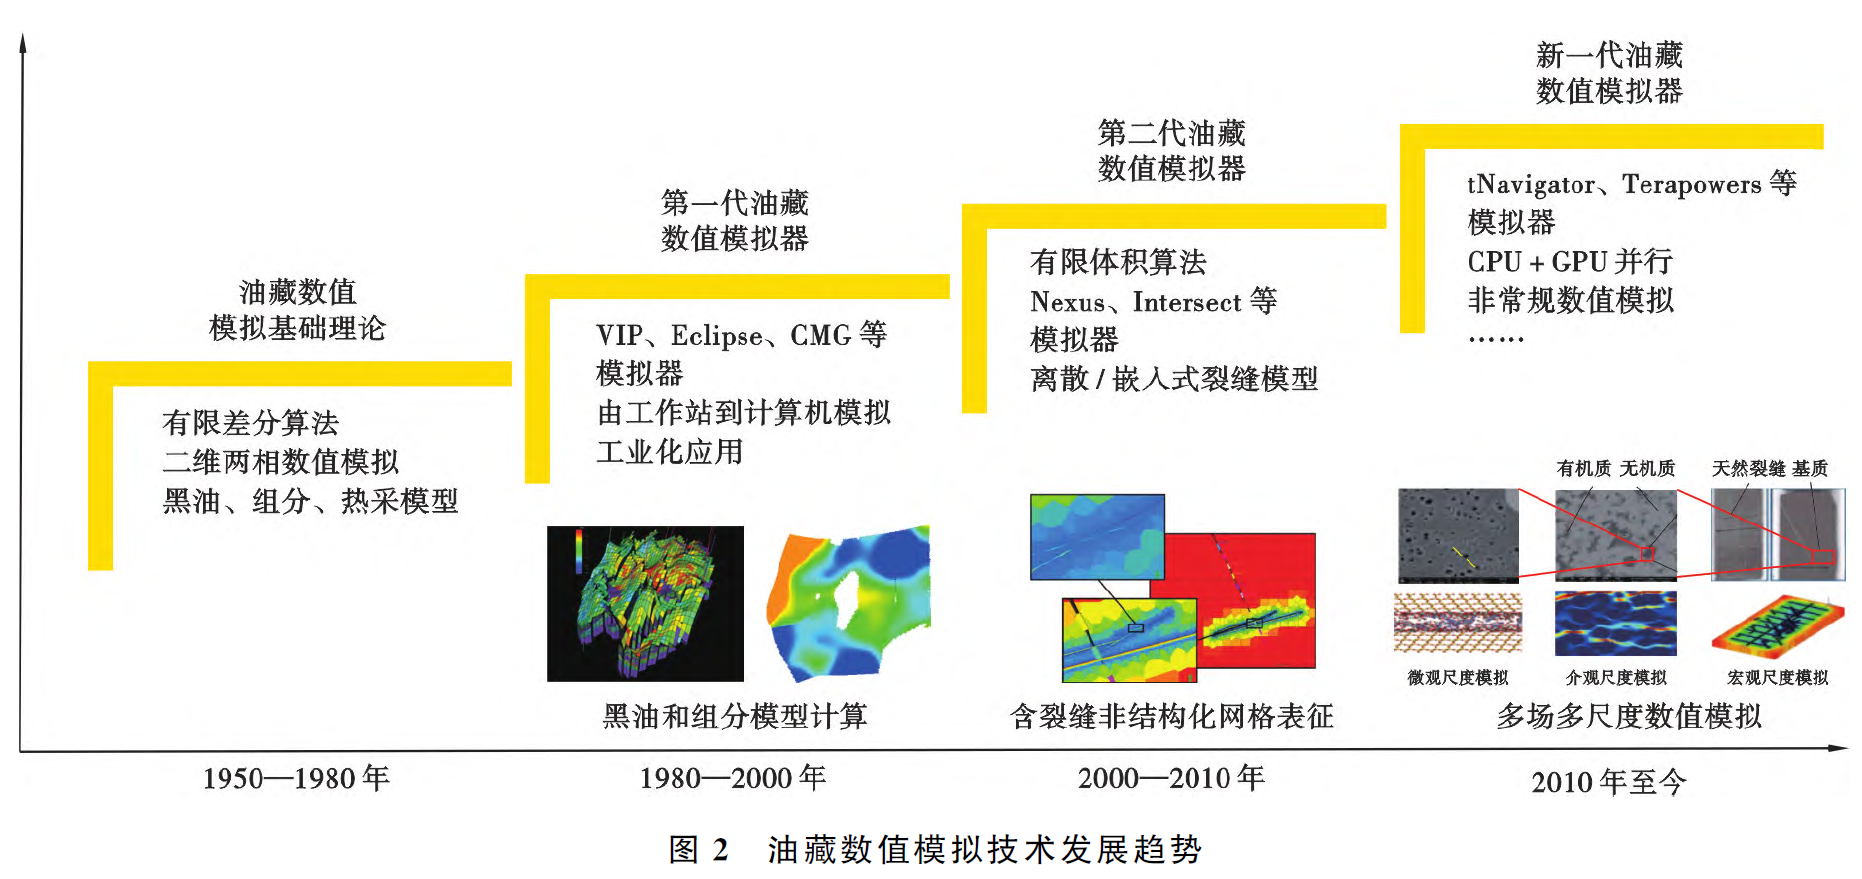 油藏数值
模拟基础理论
有限差分算法
二维两相数值模拟
黑油、组分、热采模型
1950—1980 年
第一代油藏
数值模拟器
VIP、Eclipse、CMG 等
模拟器
由工作站到计算机模拟
工业化应用
黑油和组分模型计算
1980—2000 年
第二代油藏
数值模拟器
有限体积算法
Nexus、Intersect 等
模拟器
离散 / 嵌入式裂缝模型
含裂缝非结构化网格表征
2000—2010 年
新一代油藏
数值模拟器
tNavigator、Terapowers 等
模拟器
CPU + GPU 并行
非常规数值模拟
……
有机质 无机质
天然裂缝 基质
微观尺度模拟
介观尺度模拟
宏观尺度模拟
多场多尺度数值模拟
2010 年至今
图 2 油藏数值模拟技术发展趋势